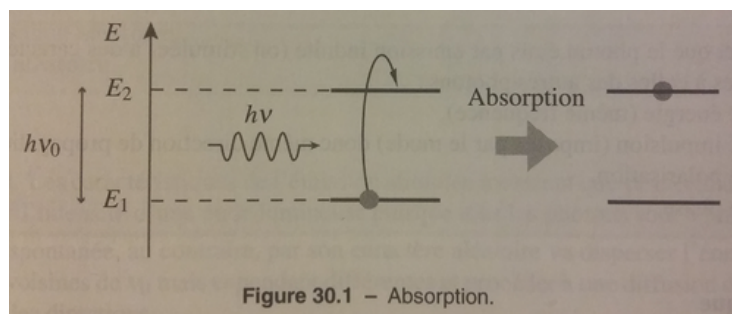 E
E₂
hν
Absorption
hν₀
E₁
Figure 30.1 – Absorption.